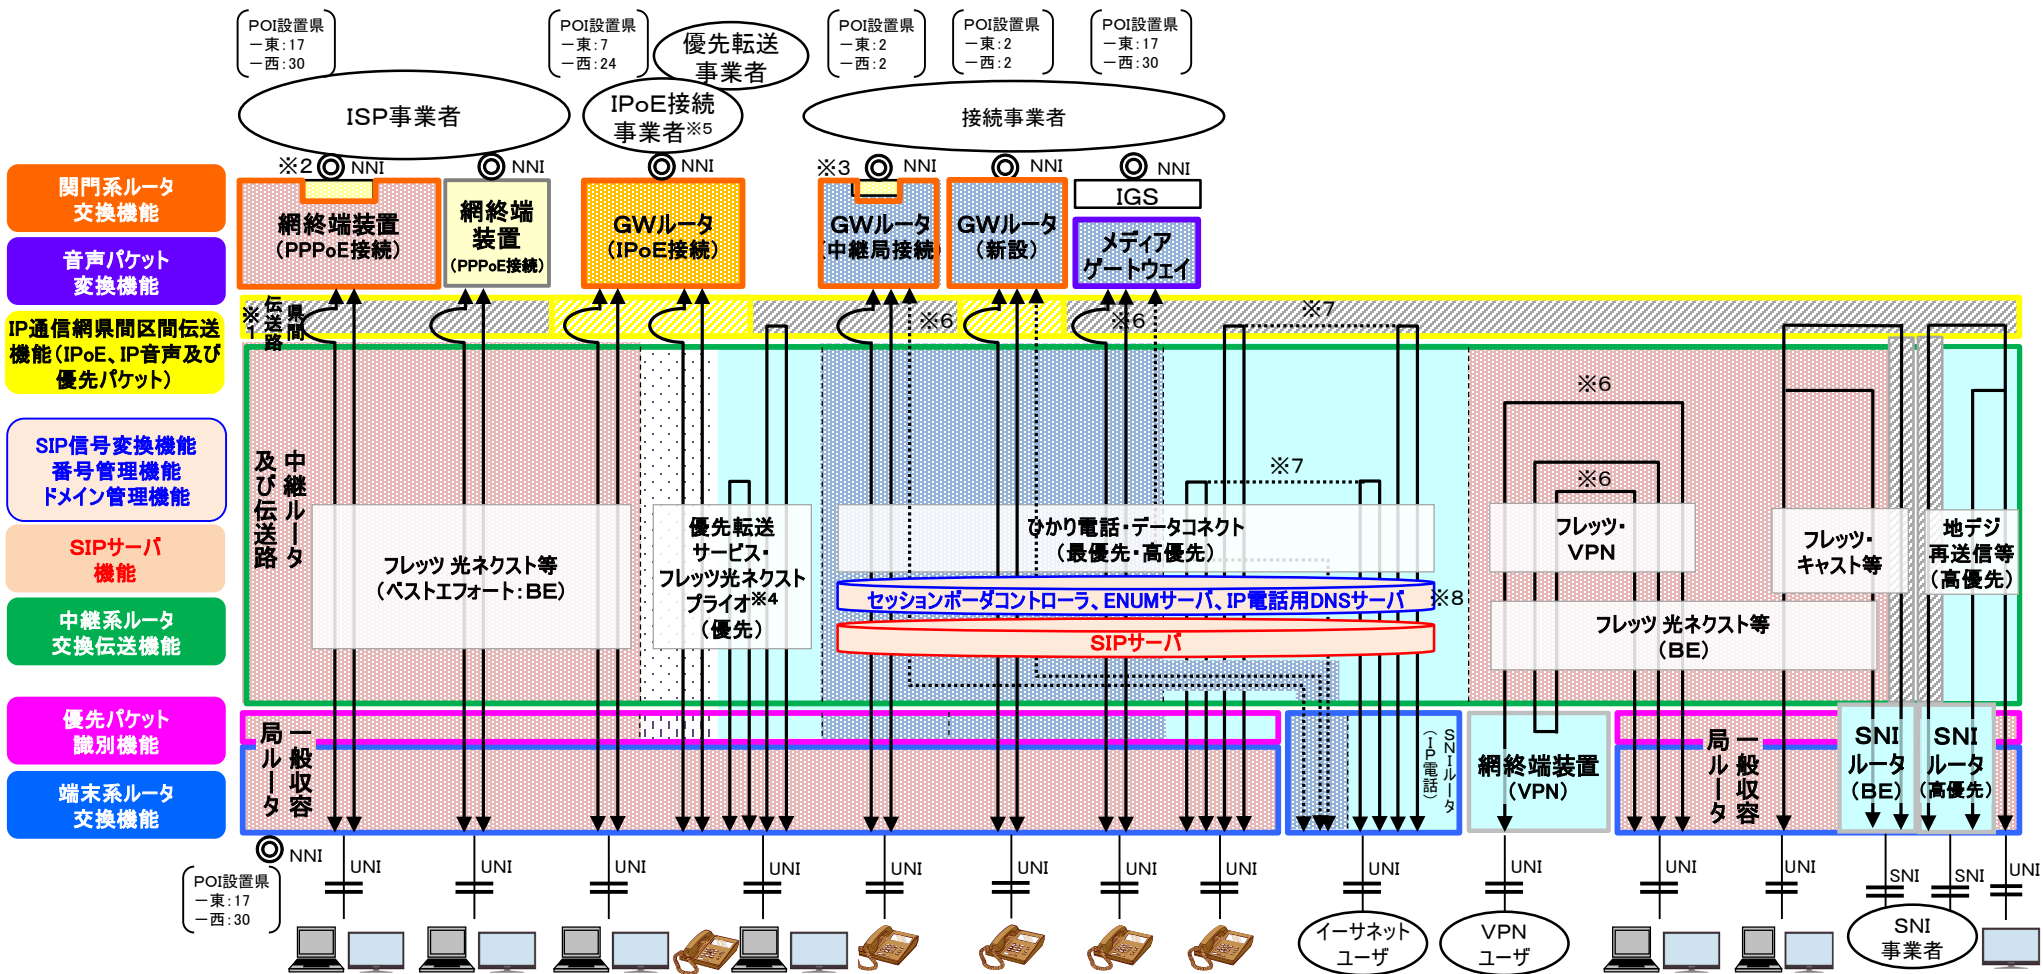 POI設置県
－東：17
－西：30
POI設置県
－東：7
－西：24
優先転送
事業者
POI設置県
－東：2
－西：2
POI設置県
－東：2
－西：2
POI設置県
－東：17
－西：30
ISP事業者
IPoE接続
事業者※5
接続事業者
※2
NNI
NNI
NNI
※3
NNI
NNI
NNI
関門系ルータ
交換機能
音声パケット
変換機能
IP通信網県間区間伝送
機能（IPoE、IP音声及び
優先パケット）
SIP信号変換機能
番号管理機能
ドメイン管理機能
SIPサーバ
機能
中継系ルータ
交換伝送機能
優先パケット
識別機能
端末系ルータ
交換機能
網終端装置
（PPPoE接続）
網終端
装置
（PPPoE接続）
GWルータ
（IPoE接続）
GWルータ
（中継局接続）
GWルータ
（新設）
IGS
メディア
ゲートウェイ
県間
伝送路
※1
※6
※6
※7
中継ルータ
及び伝送路
フレッツ 光ネクスト等
（ベストエフォート：BE）
優先転送
サービス・
フレッツ光ネクスト
プライオ※4
（優先）
※7
ひかり電話・データコネクト
（最優先・高優先）
セッションボーダコントローラ、ENUMサーバ、IP電話用DNSサーバ
※8
SIPサーバ
※6
※6
フレッツ・
VPN
フレッツ 光ネクスト等
（BE）
フレッツ・
キャスト等
地デジ
再送信等
（高優先）
一般収容
局ルータ
SNIルータ
（IP電話）
網終端装置
（VPN）
一般収容
局ルータ
SNI
ルータ
（BE）
SNI
ルータ
（高優先）
NNI
POI設置県
－東：17
－西：30
UNI
UNI
UNI
UNI
UNI
UNI
UNI
UNI
UNI
UNI
UNI
UNI
SNI
SNI
UNI
イーサネット
ユーザ
VPN
ユーザ
SNI
事業者